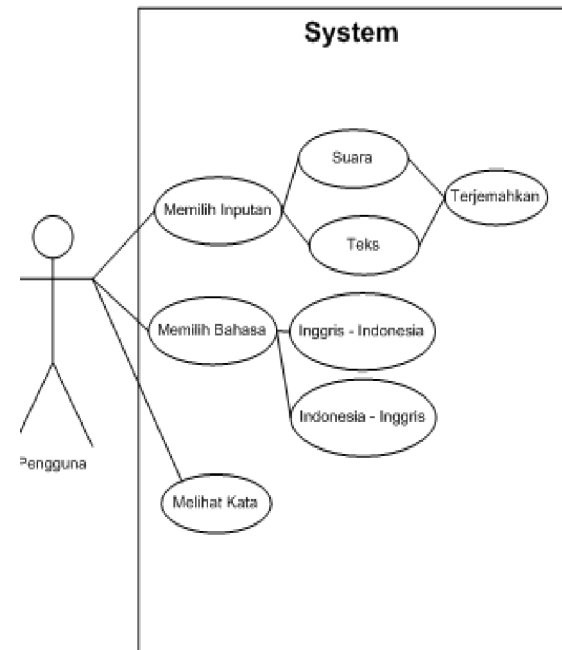 System
Suara
Terjemahkan
Memilih Inputan
Teks
Memilih Bahasa
Inggris - Indonesia
Indonesia - Inggris
Pengguna
Melihat Kata